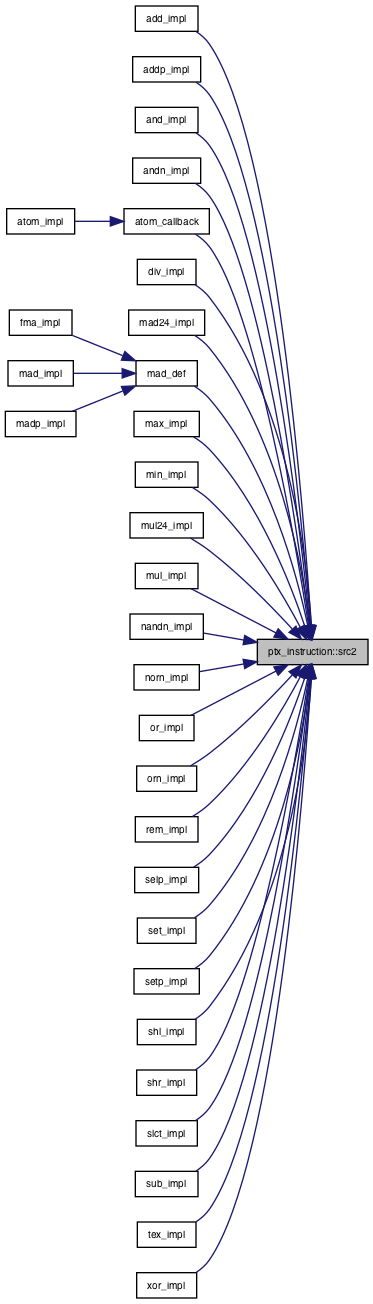 add_impl
addp_impl
and_impl
andn_impl
atom_impl
atom_callback
div_impl
fma_impl
mad24_impl
mad_impl
mad_def
madp_impl
max_impl
min_impl
mul24_impl
mul_impl
nandn_impl
ptx_instruction::src2
norn_impl
or_impl
orn_impl
rem_impl
selp_impl
set_impl
setp_impl
shl_impl
shr_impl
slct_impl
sub_impl
tex_impl
xor_impl